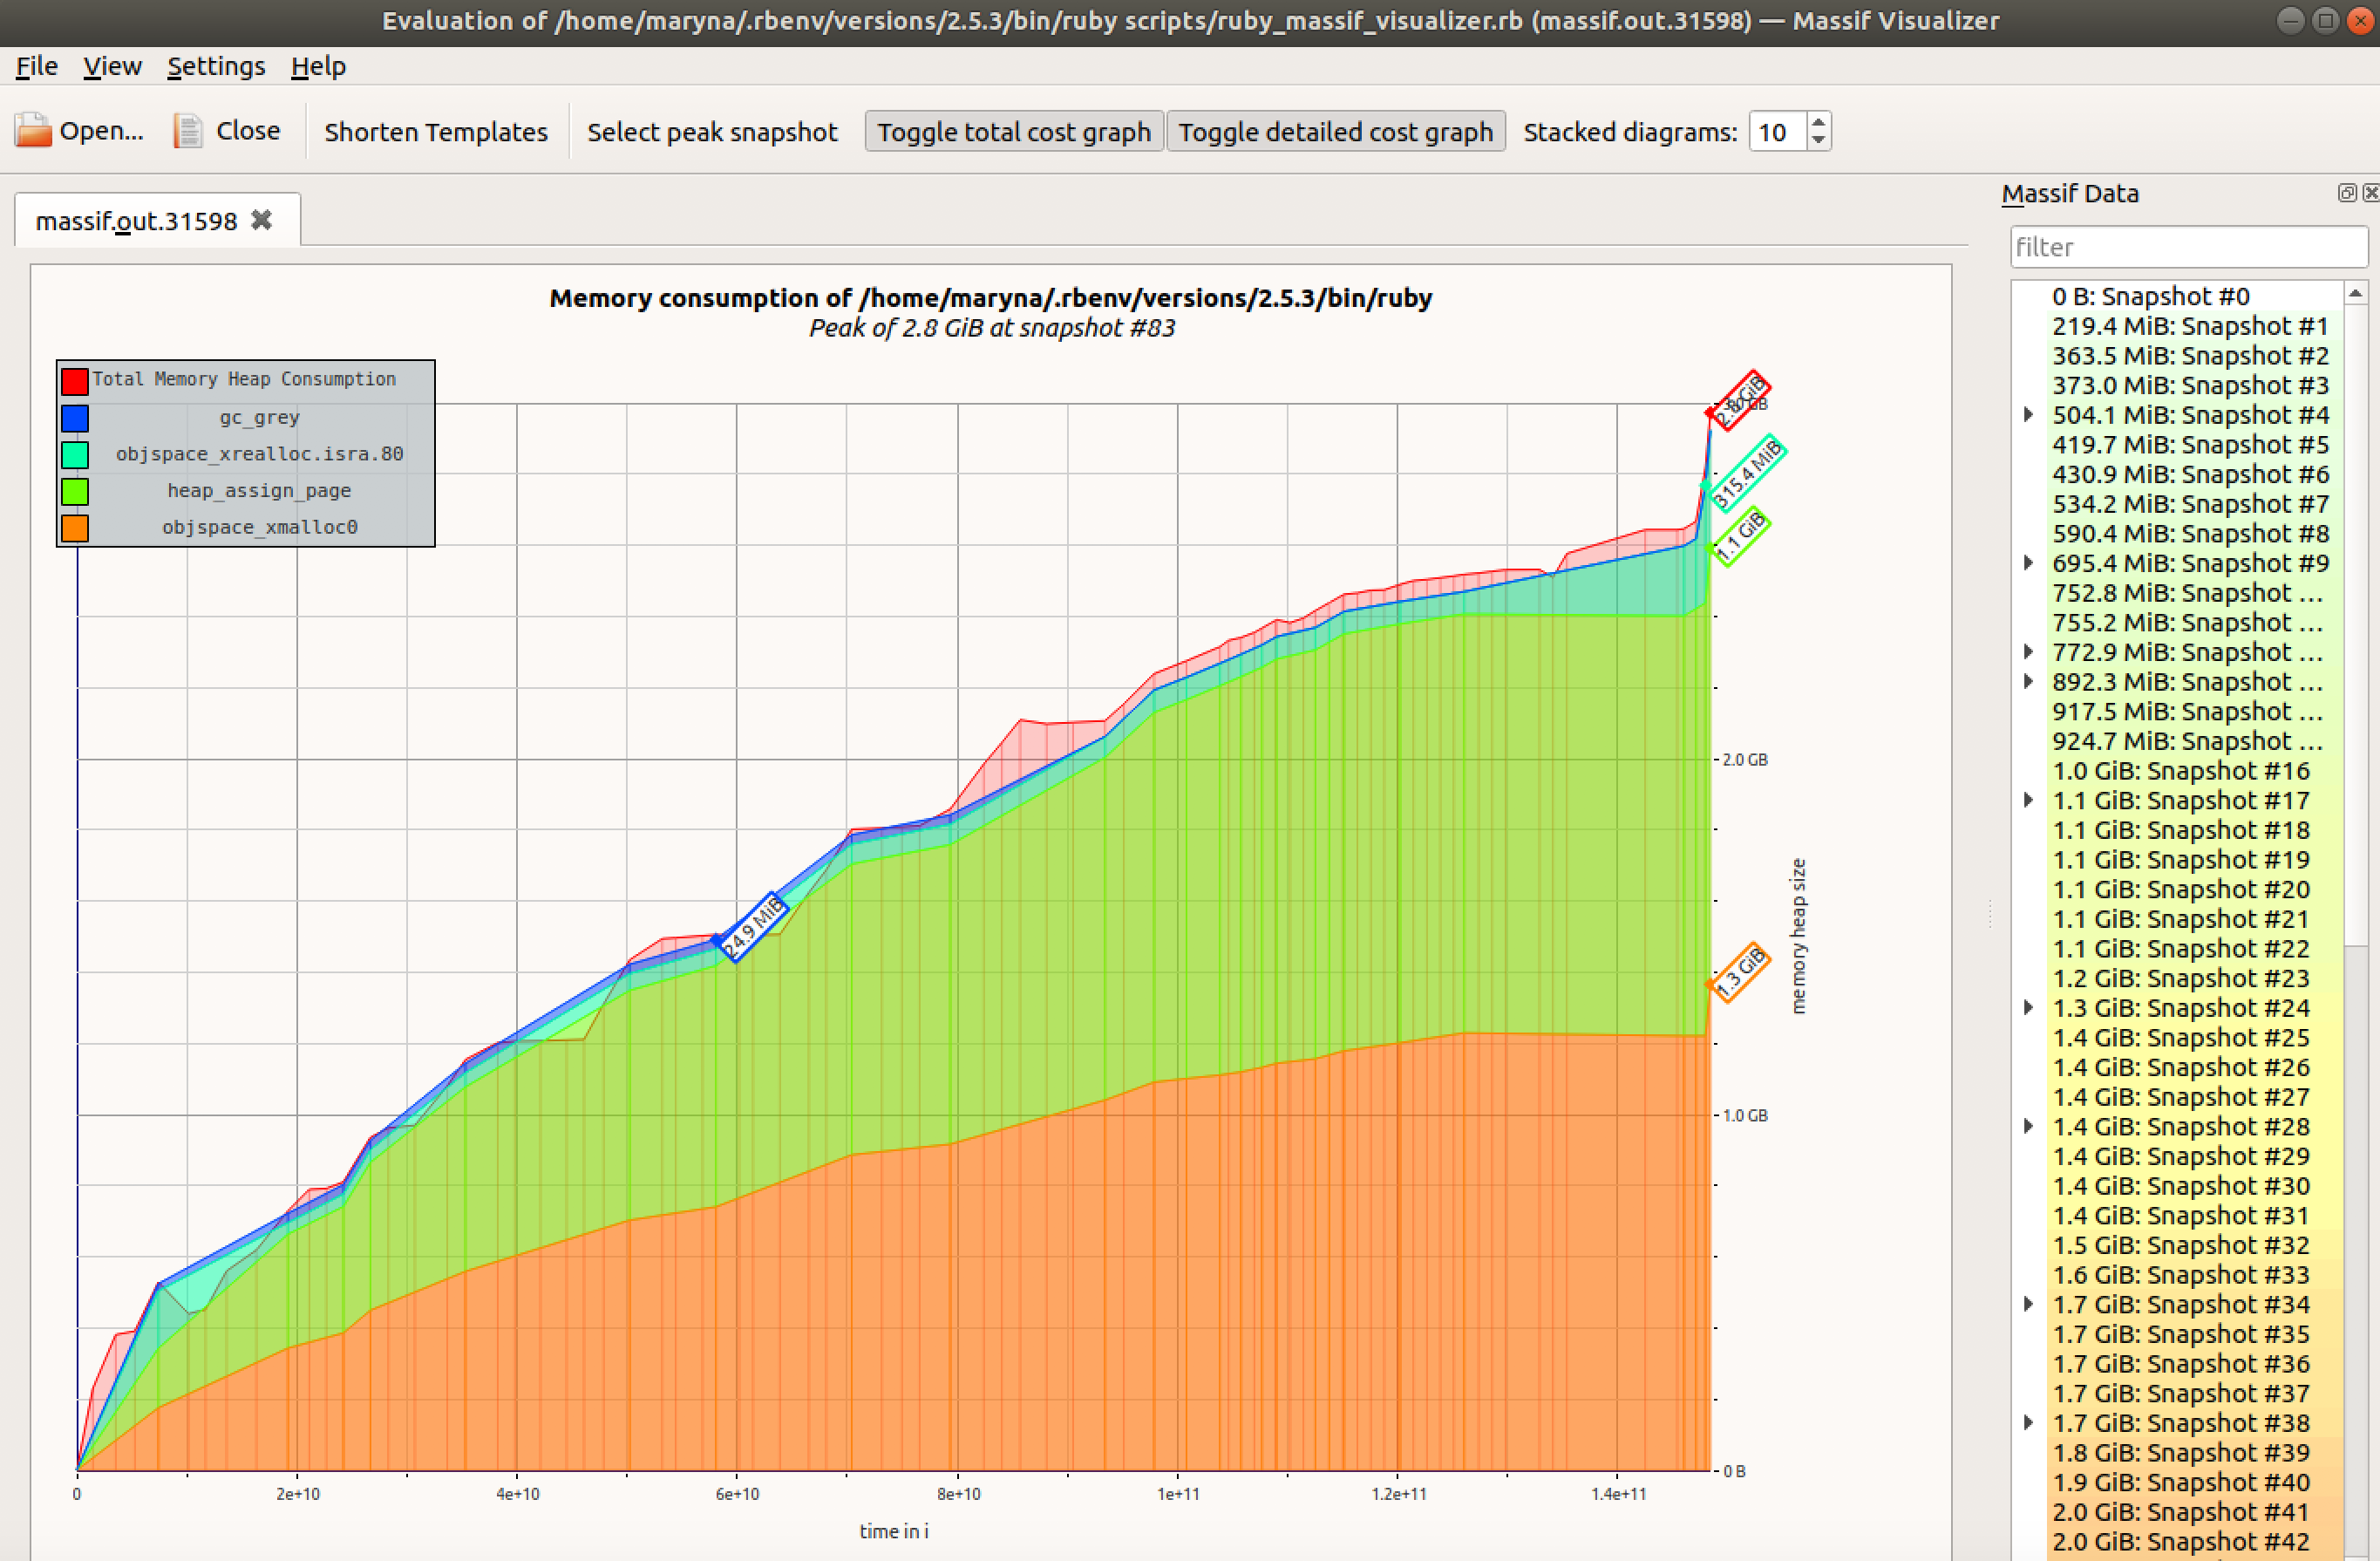 Evaluation of /home/maryna/.rbenv/versions/2.5.3/bin/ruby scripts/ruby_massif_visualizer.rb (massif.out.31598) — Massif Visualizer
File View Settings Help
Open... Close Shorten Templates Select peak snapshot Toggle total cost graph Toggle detailed cost graph Stacked diagrams: 10
massif.out.31598
Memory consumption of /home/maryna/.rbenv/versions/2.5.3/bin/ruby
Peak of 2.8 GiB at snapshot #83
Total Memory Heap Consumption
gc_grey
objspace_xrealloc.isra.80
heap_assign_page
objspace_xmalloc0
2.8 GiB
3.0 GB
315.4 MiB
1.1 GiB
2.0 GB
24.9 MiB
1.3 GiB
1.0 GB
0 B
memory heap size
0 2e+10 4e+10 6e+10 8e+10 1e+11 1.2e+11 1.4e+11
time in i
Massif Data
filter
0 B: Snapshot #0
219.4 MiB: Snapshot #1
363.5 MiB: Snapshot #2
373.0 MiB: Snapshot #3
504.1 MiB: Snapshot #4
419.7 MiB: Snapshot #5
430.9 MiB: Snapshot #6
534.2 MiB: Snapshot #7
590.4 MiB: Snapshot #8
695.4 MiB: Snapshot #9
752.8 MiB: Snapshot ...
755.2 MiB: Snapshot ...
772.9 MiB: Snapshot ...
892.3 MiB: Snapshot ...
917.5 MiB: Snapshot ...
924.7 MiB: Snapshot ...
1.0 GiB: Snapshot #16
1.1 GiB: Snapshot #17
1.1 GiB: Snapshot #18
1.1 GiB: Snapshot #19
1.1 GiB: Snapshot #20
1.1 GiB: Snapshot #21
1.1 GiB: Snapshot #22
1.2 GiB: Snapshot #23
1.3 GiB: Snapshot #24
1.4 GiB: Snapshot #25
1.4 GiB: Snapshot #26
1.4 GiB: Snapshot #27
1.4 GiB: Snapshot #28
1.4 GiB: Snapshot #29
1.4 GiB: Snapshot #30
1.4 GiB: Snapshot #31
1.5 GiB: Snapshot #32
1.6 GiB: Snapshot #33
1.7 GiB: Snapshot #34
1.7 GiB: Snapshot #35
1.7 GiB: Snapshot #36
1.7 GiB: Snapshot #37
1.7 GiB: Snapshot #38
1.8 GiB: Snapshot #39
1.9 GiB: Snapshot #40
2.0 GiB: Snapshot #41
2.0 GiB: Snapshot #42